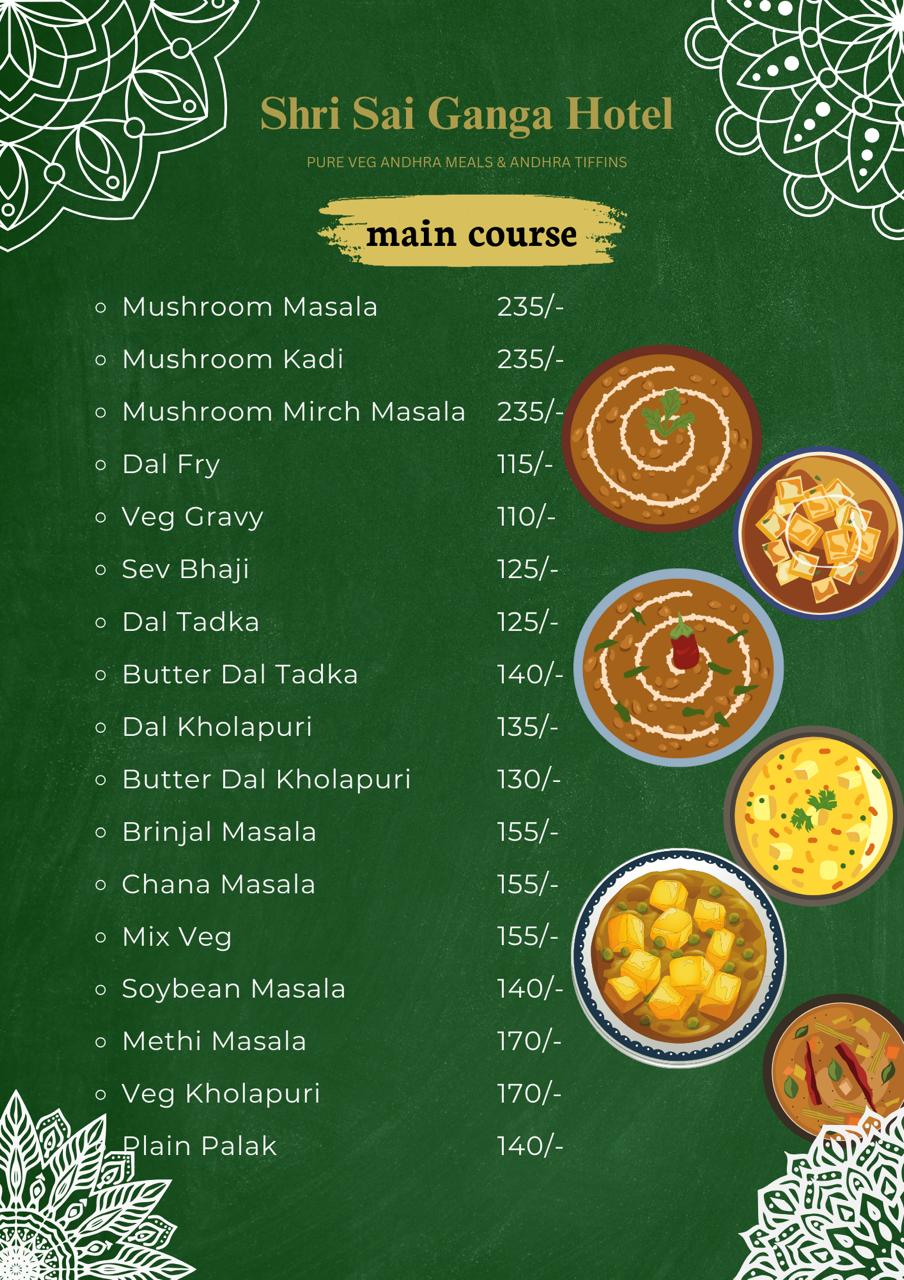 Shri Sai Ganga Hotel
PURE VEG ANDHRA MEALS & ANDHRA TIFFINS
main course
Mushroom Masala 235/-
Mushroom Kadi 235/-
Mushroom Mirch Masala 235/-
Dal Fry 115/-
Veg Gravy 110/-
Sev Bhaji 125/-
Dal Tadka 125/-
Butter Dal Tadka 140/-
Dal Kholapuri 135/-
Butter Dal Kholapuri 130/-
Brinjal Masala 155/-
Chana Masala 155/-
Mix Veg 155/-
Soybean Masala 140/-
Methi Masala 170/-
Veg Kholapuri 170/-
Plain Palak 140/-